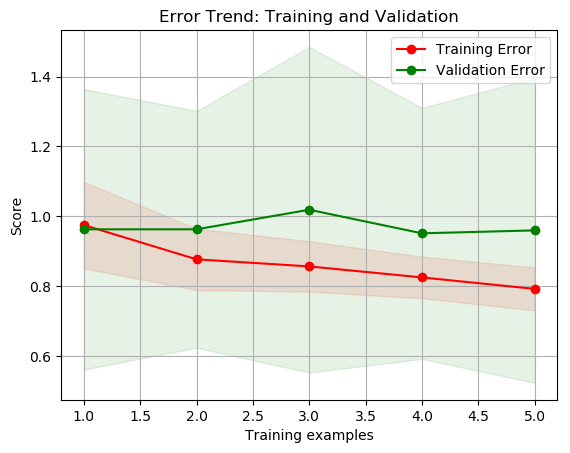 Error Trend: Training and Validation
Training Error
Validation Error
1.4
1.2
1.0
0.8
0.6
Score
1.0 1.5 2.0 2.5 3.0 3.5 4.0 4.5 5.0
Training examples